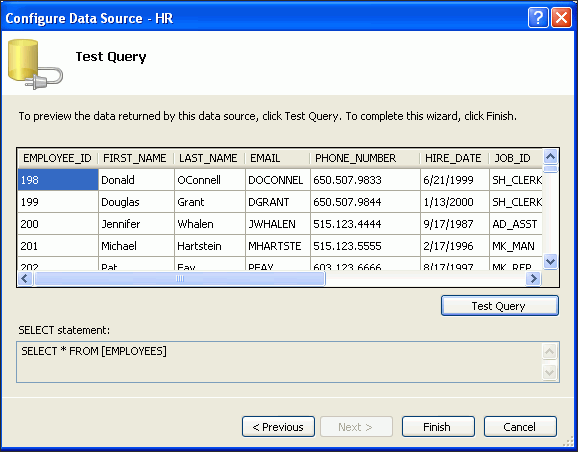 Configure Data Source - HR
Test Query
To preview the data returned by this data source, click Test Query. To complete this wizard, click Finish.
EMPLOYEE_ID FIRST_NAME LAST_NAME EMAIL PHONE_NUMBER HIRE_DATE JOB_ID
198 Donald OConnell DOCONNEL 650.507.9833 6/21/1999 SH_CLERK
199 Douglas Grant DGRANT 650.507.9844 1/13/2000 SH_CLERK
200 Jennifer Whalen JWHALEN 515.123.4444 9/17/1987 AD_ASST
201 Michael Hartstein MHARTSTE 515.123.5555 2/17/1996 MK_MAN
202 Pat Fay PFAY 603.123.6666 8/17/1997 MK_REP
Test Query
SELECT statement:
SELECT * FROM [EMPLOYEES]
< Previous Next > Finish Cancel